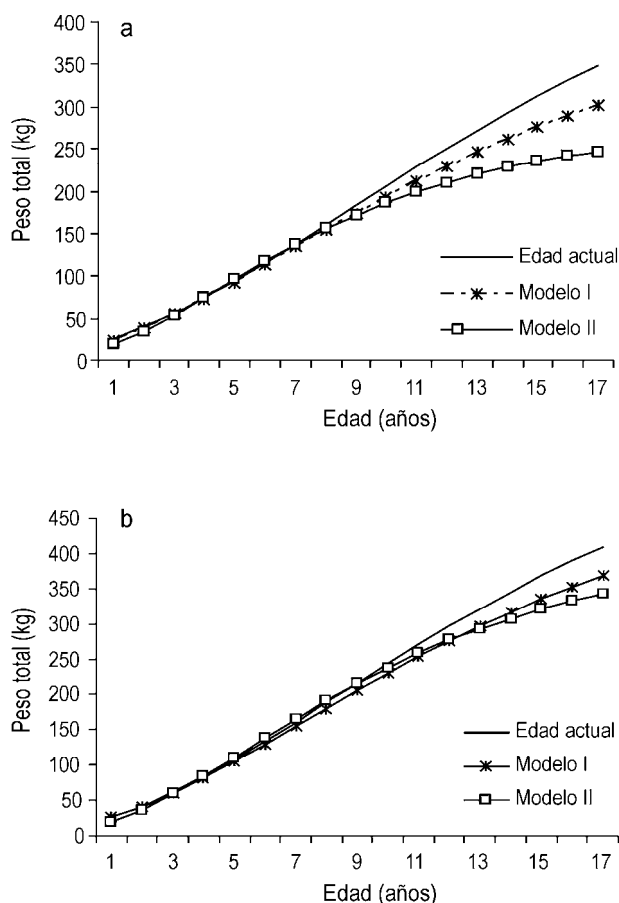 a
400
350
300
250
200
150
100
50
0
Peso total (kg)
Edad actual
Modelo I
Modelo II
1 3 5 7 9 11 13 15 17
Edad (años)
b
450
400
350
300
250
200
150
100
50
0
Peso total (kg)
Edad actual
Modelo I
Modelo II
1 3 5 7 9 11 13 15 17
Edad (años)